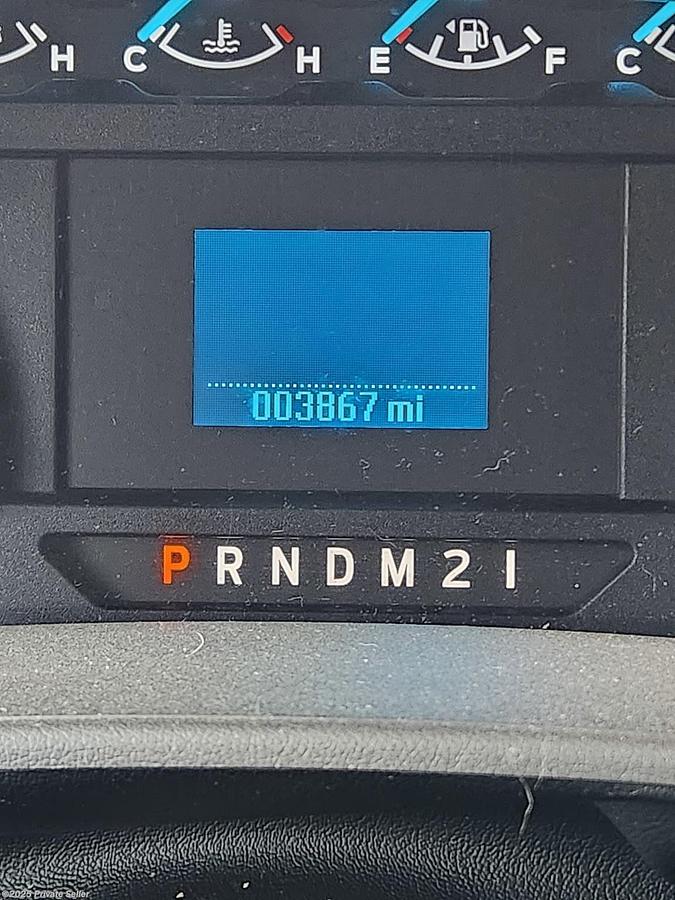 H C H E F C
003867 mi
P R N D M 2 1
©2025 Private Seller